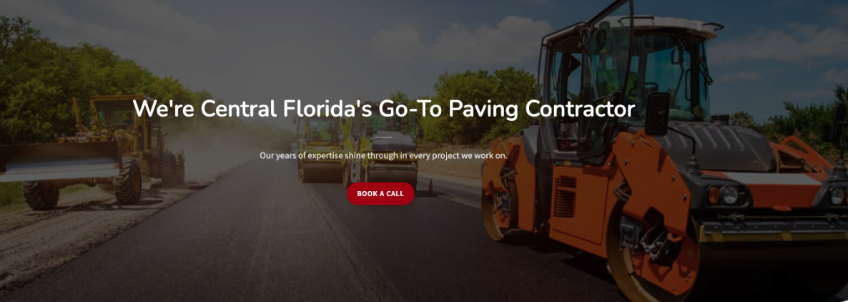 We're Central Florida's Go-To Paving Contractor
Our years of expertise shine through in every project we work on.
BOOK A CALL